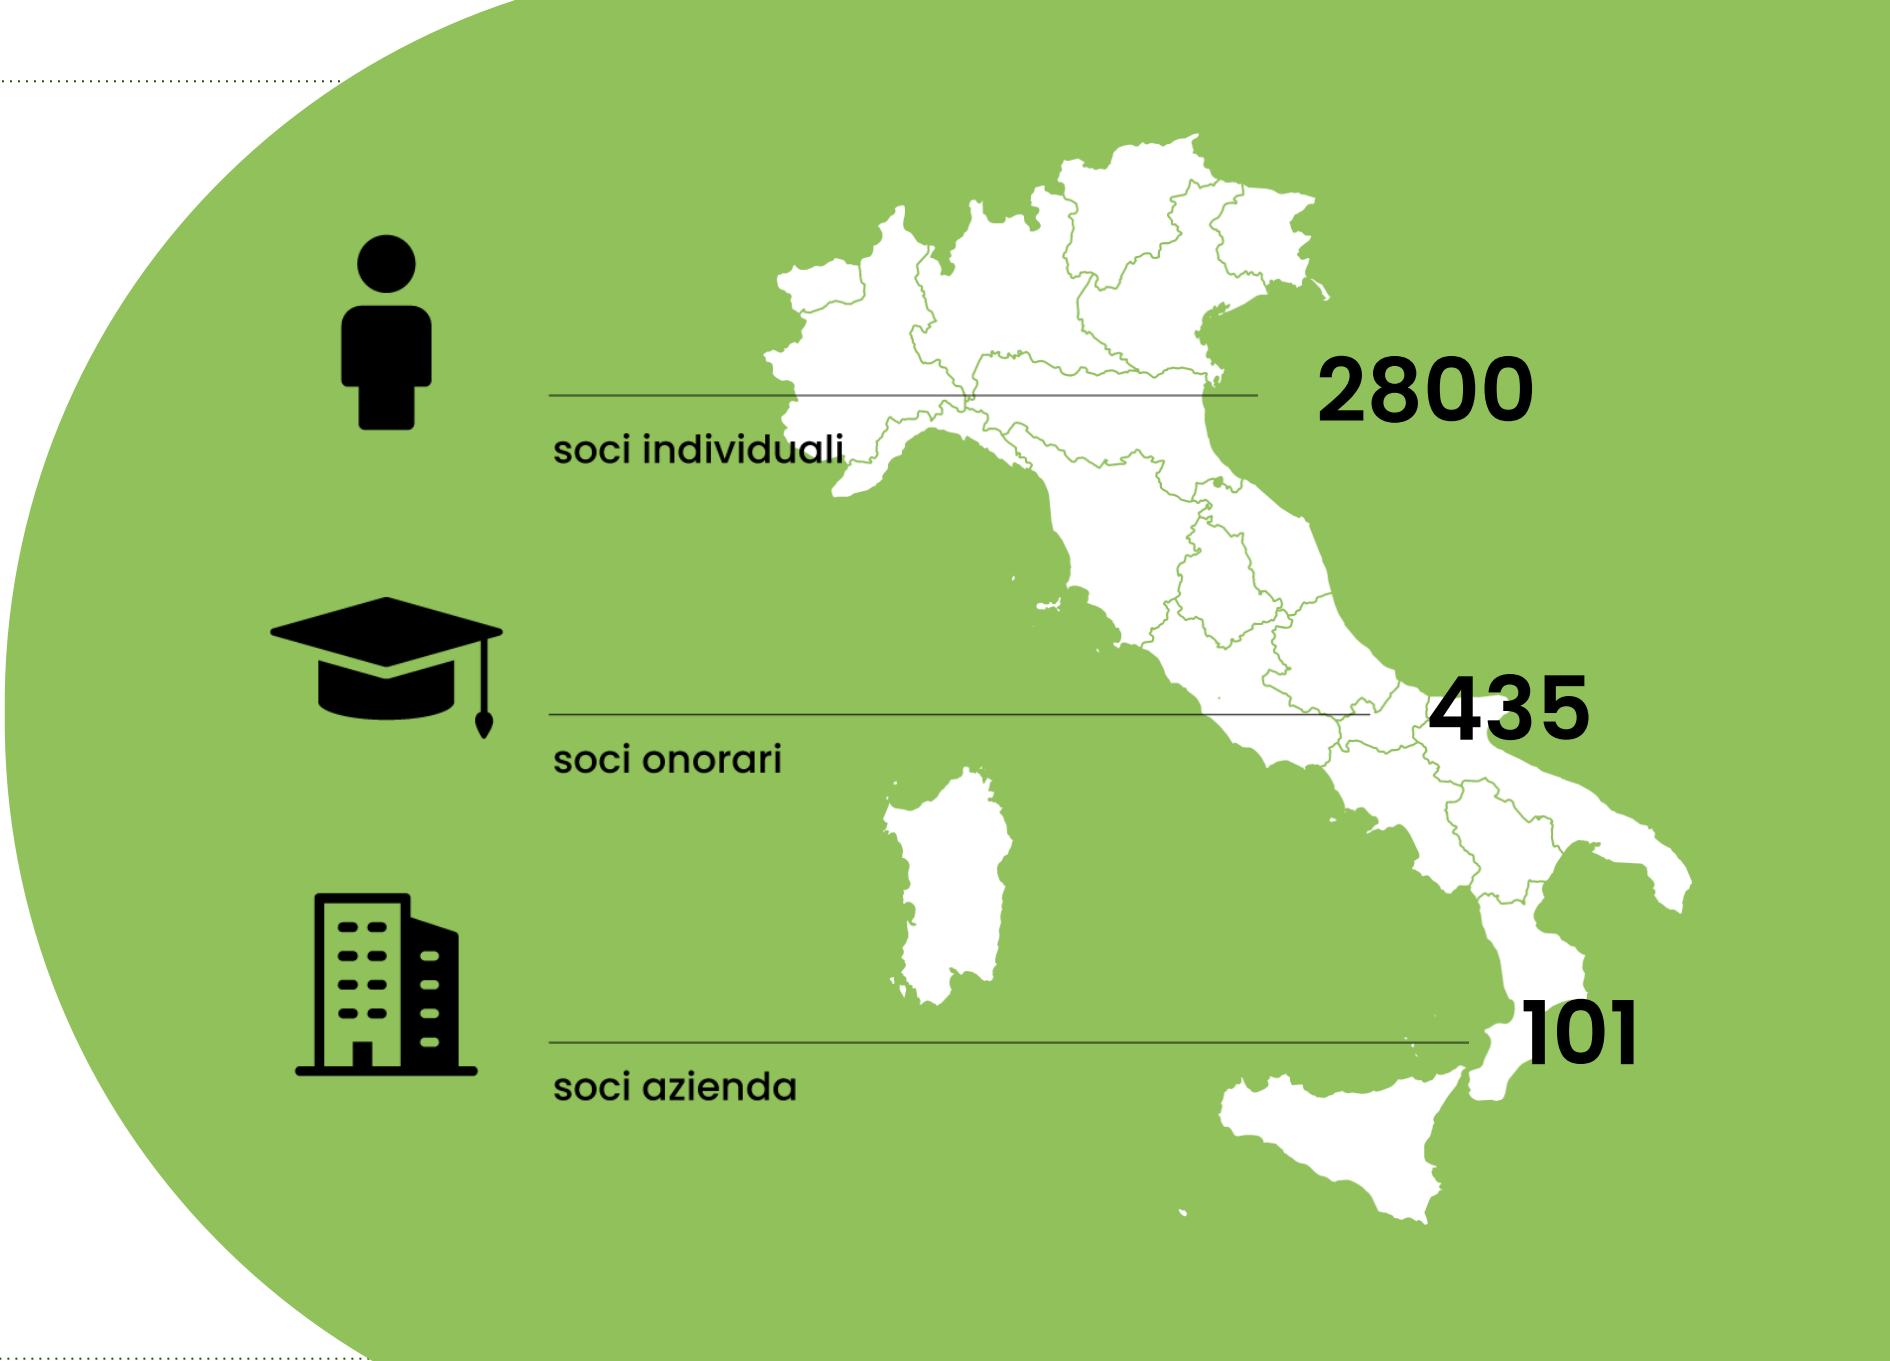 2800
soci individuali
435
soci onorari
101
soci azienda